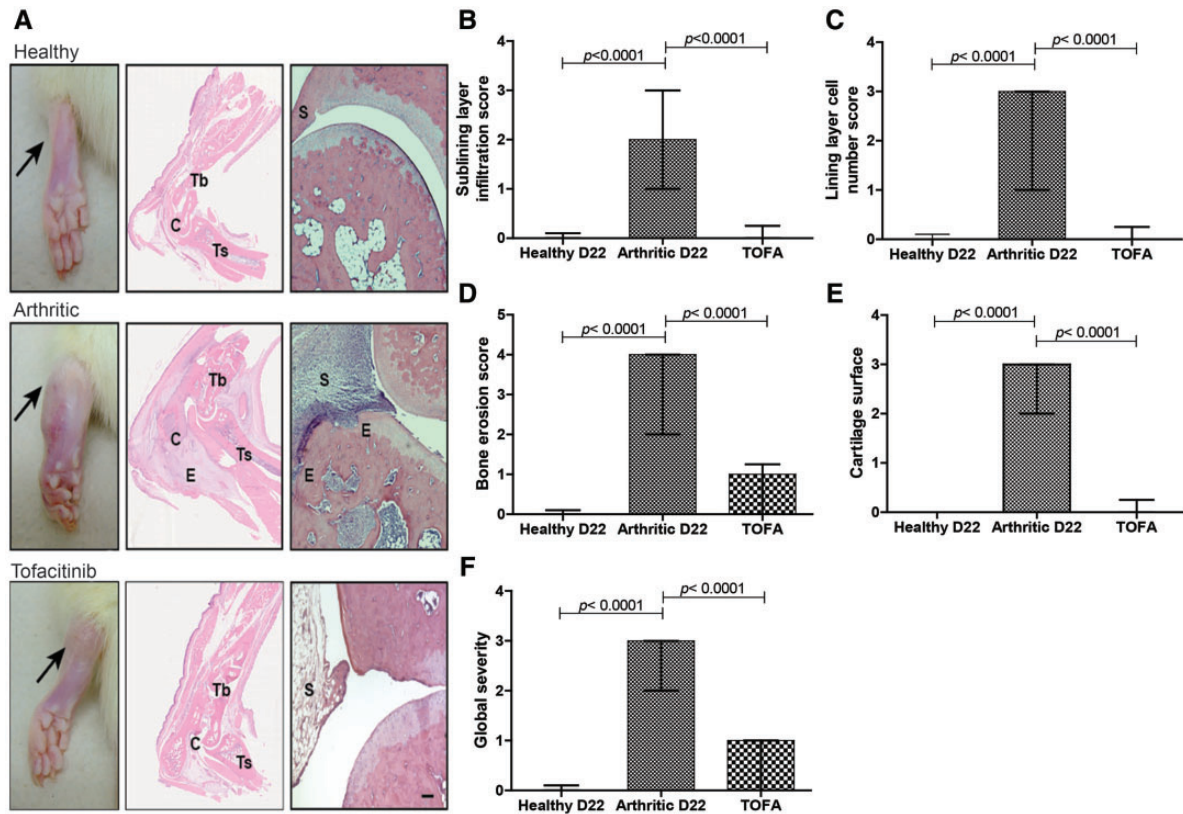 A
Healthy
S
Tb
C
Ts
Arthritic
S
Tb
E
C
Ts
E
E
Tofacitinib
S
Tb
C
Ts
B
p<0.0001
p<0.0001
Sublining layer
infiltration score
4
3
2
1
0
Healthy D22 Arthritic D22 TOFA
C
p< 0.0001
p< 0.0001
Lining layer cell
number score
4
3
2
1
0
Healthy D22 Arthritic D22 TOFA
D
p< 0.0001
p< 0.0001
Bone erosion score
5
4
3
2
1
0
Healthy D22 Arthritic D22 TOFA
E
p< 0.0001
p< 0.0001
Cartilage surface
4
3
2
1
0
Healthy D22 Arthritic D22 TOFA
F
p< 0.0001
p< 0.0001
Global severity
4
3
2
1
0
Healthy D22 Arthritic D22 TOFA